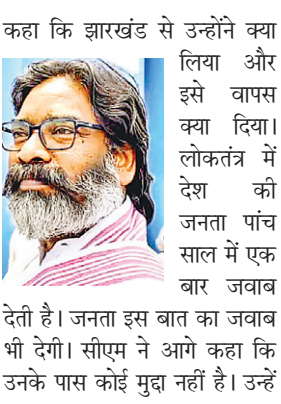 कहा कि झारखंड से उन्होंने क्या
लिया और
इसे वापस
क्या दिया।
लोकतंत्र में
देश की
जनता पांच
साल में एक
बार जवाब
देती है। जनता इस बात का जवाब
भी देगी। सीएम ने आगे कहा कि
उनके पास कोई मुद्दा नहीं है। उन्हें